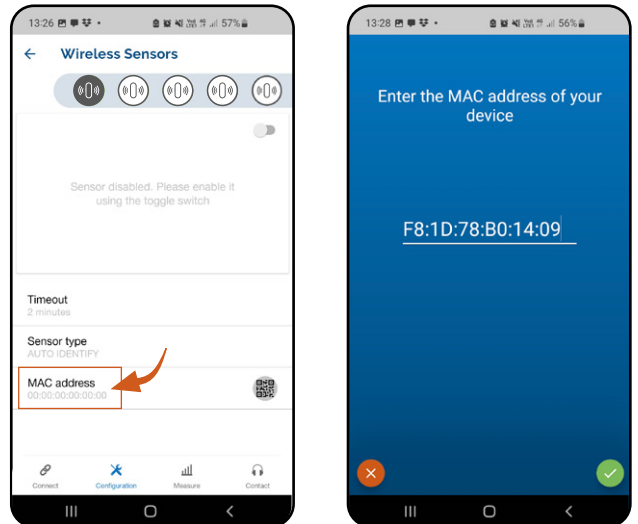 13:26
57%
Wireless Sensors
Sensor disabled. Please enable it
using the toggle switch
Timeout
2 minutes
Sensor type
AUTO IDENTIFY
MAC address
00:00:00:00:00:00
Connect
Configuration
Measure
Contact
13:28
56%
Enter the MAC address of your
device
F8:1D:78:B0:14:09